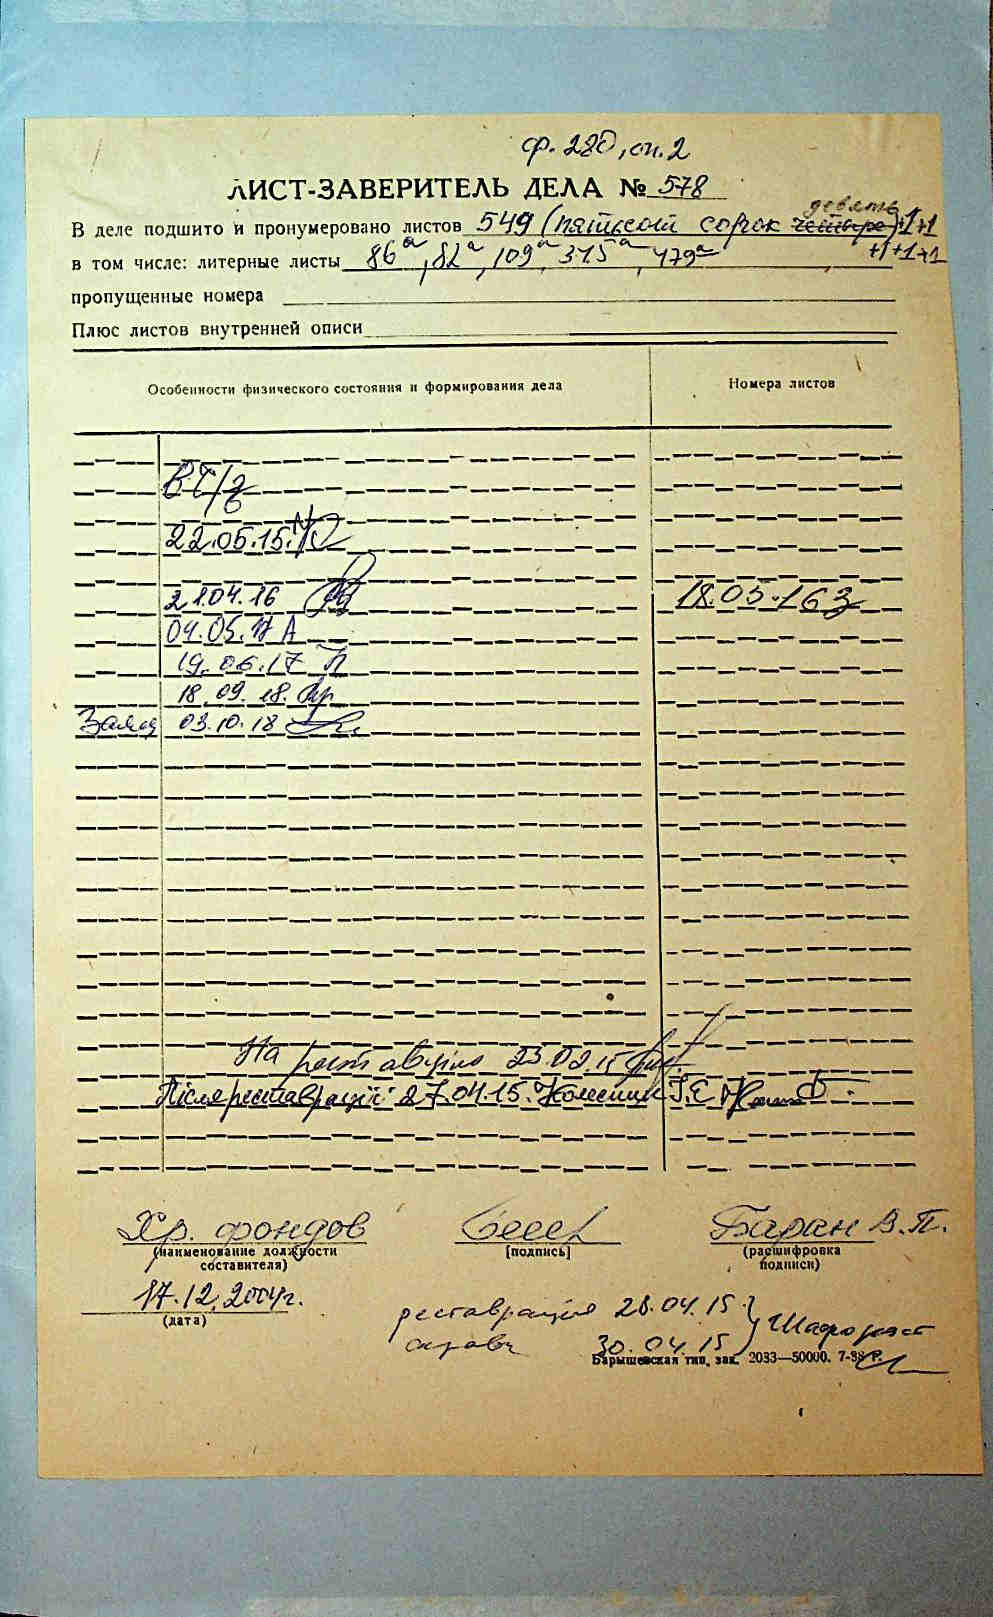 ф. 280, оп. 2
ЛИСТ-ЗАВЕРИТЕЛЬ ДЕЛА № 578
девять
В деле подшито и пронумеровано листов 549 (пятьсот сорок четыре) +1+1
в том числе: литерные листы 86а, 82а, 109а, 315а, 479а +1+1+1
пропущенные номера
Плюс листов внутренней описи
Особенности физического состояния и формирования дела Номера листов
22.05.15
21.04.16 18.05.16
04.05.17 А
19.06.17
18.09.18
03.10.18
На реставрацію 23.02.15
Після реставрації 27.04.15. Колесник Т.Є
Хр. фондов Баран В.П.
(наименование должности составителя) [подпись] (расшифровка подписи)
17.12.2004г.
(дата)
реставрация 28.04.15
справи 30.04.15
Барышевская тип, зак. 2033—50000. 7-88 Р.